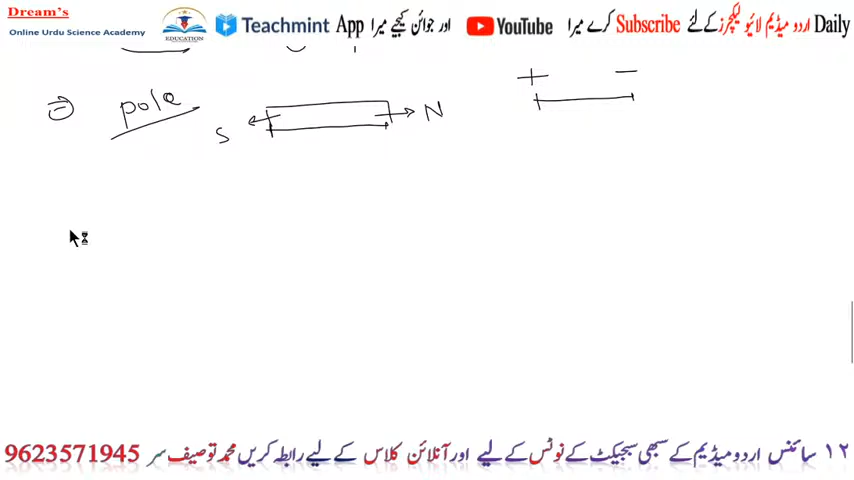 Dream's
Online Urdu Science Academy
EDUCATION
Teachmint App اور جوائن کیجیے میرا
YouTube اردو میڈیم لائیو لیکچرز کے لئے Subscribe کرے میرا Daily
+ −
⇒ pole S N
۱۲ سائنس اردو میڈیم کے سبھی سبجیکٹ کے نوٹس کے لیے اور آنلائن کلاس کے لیے رابطہ کریں محمد توصیف سر 9623571945